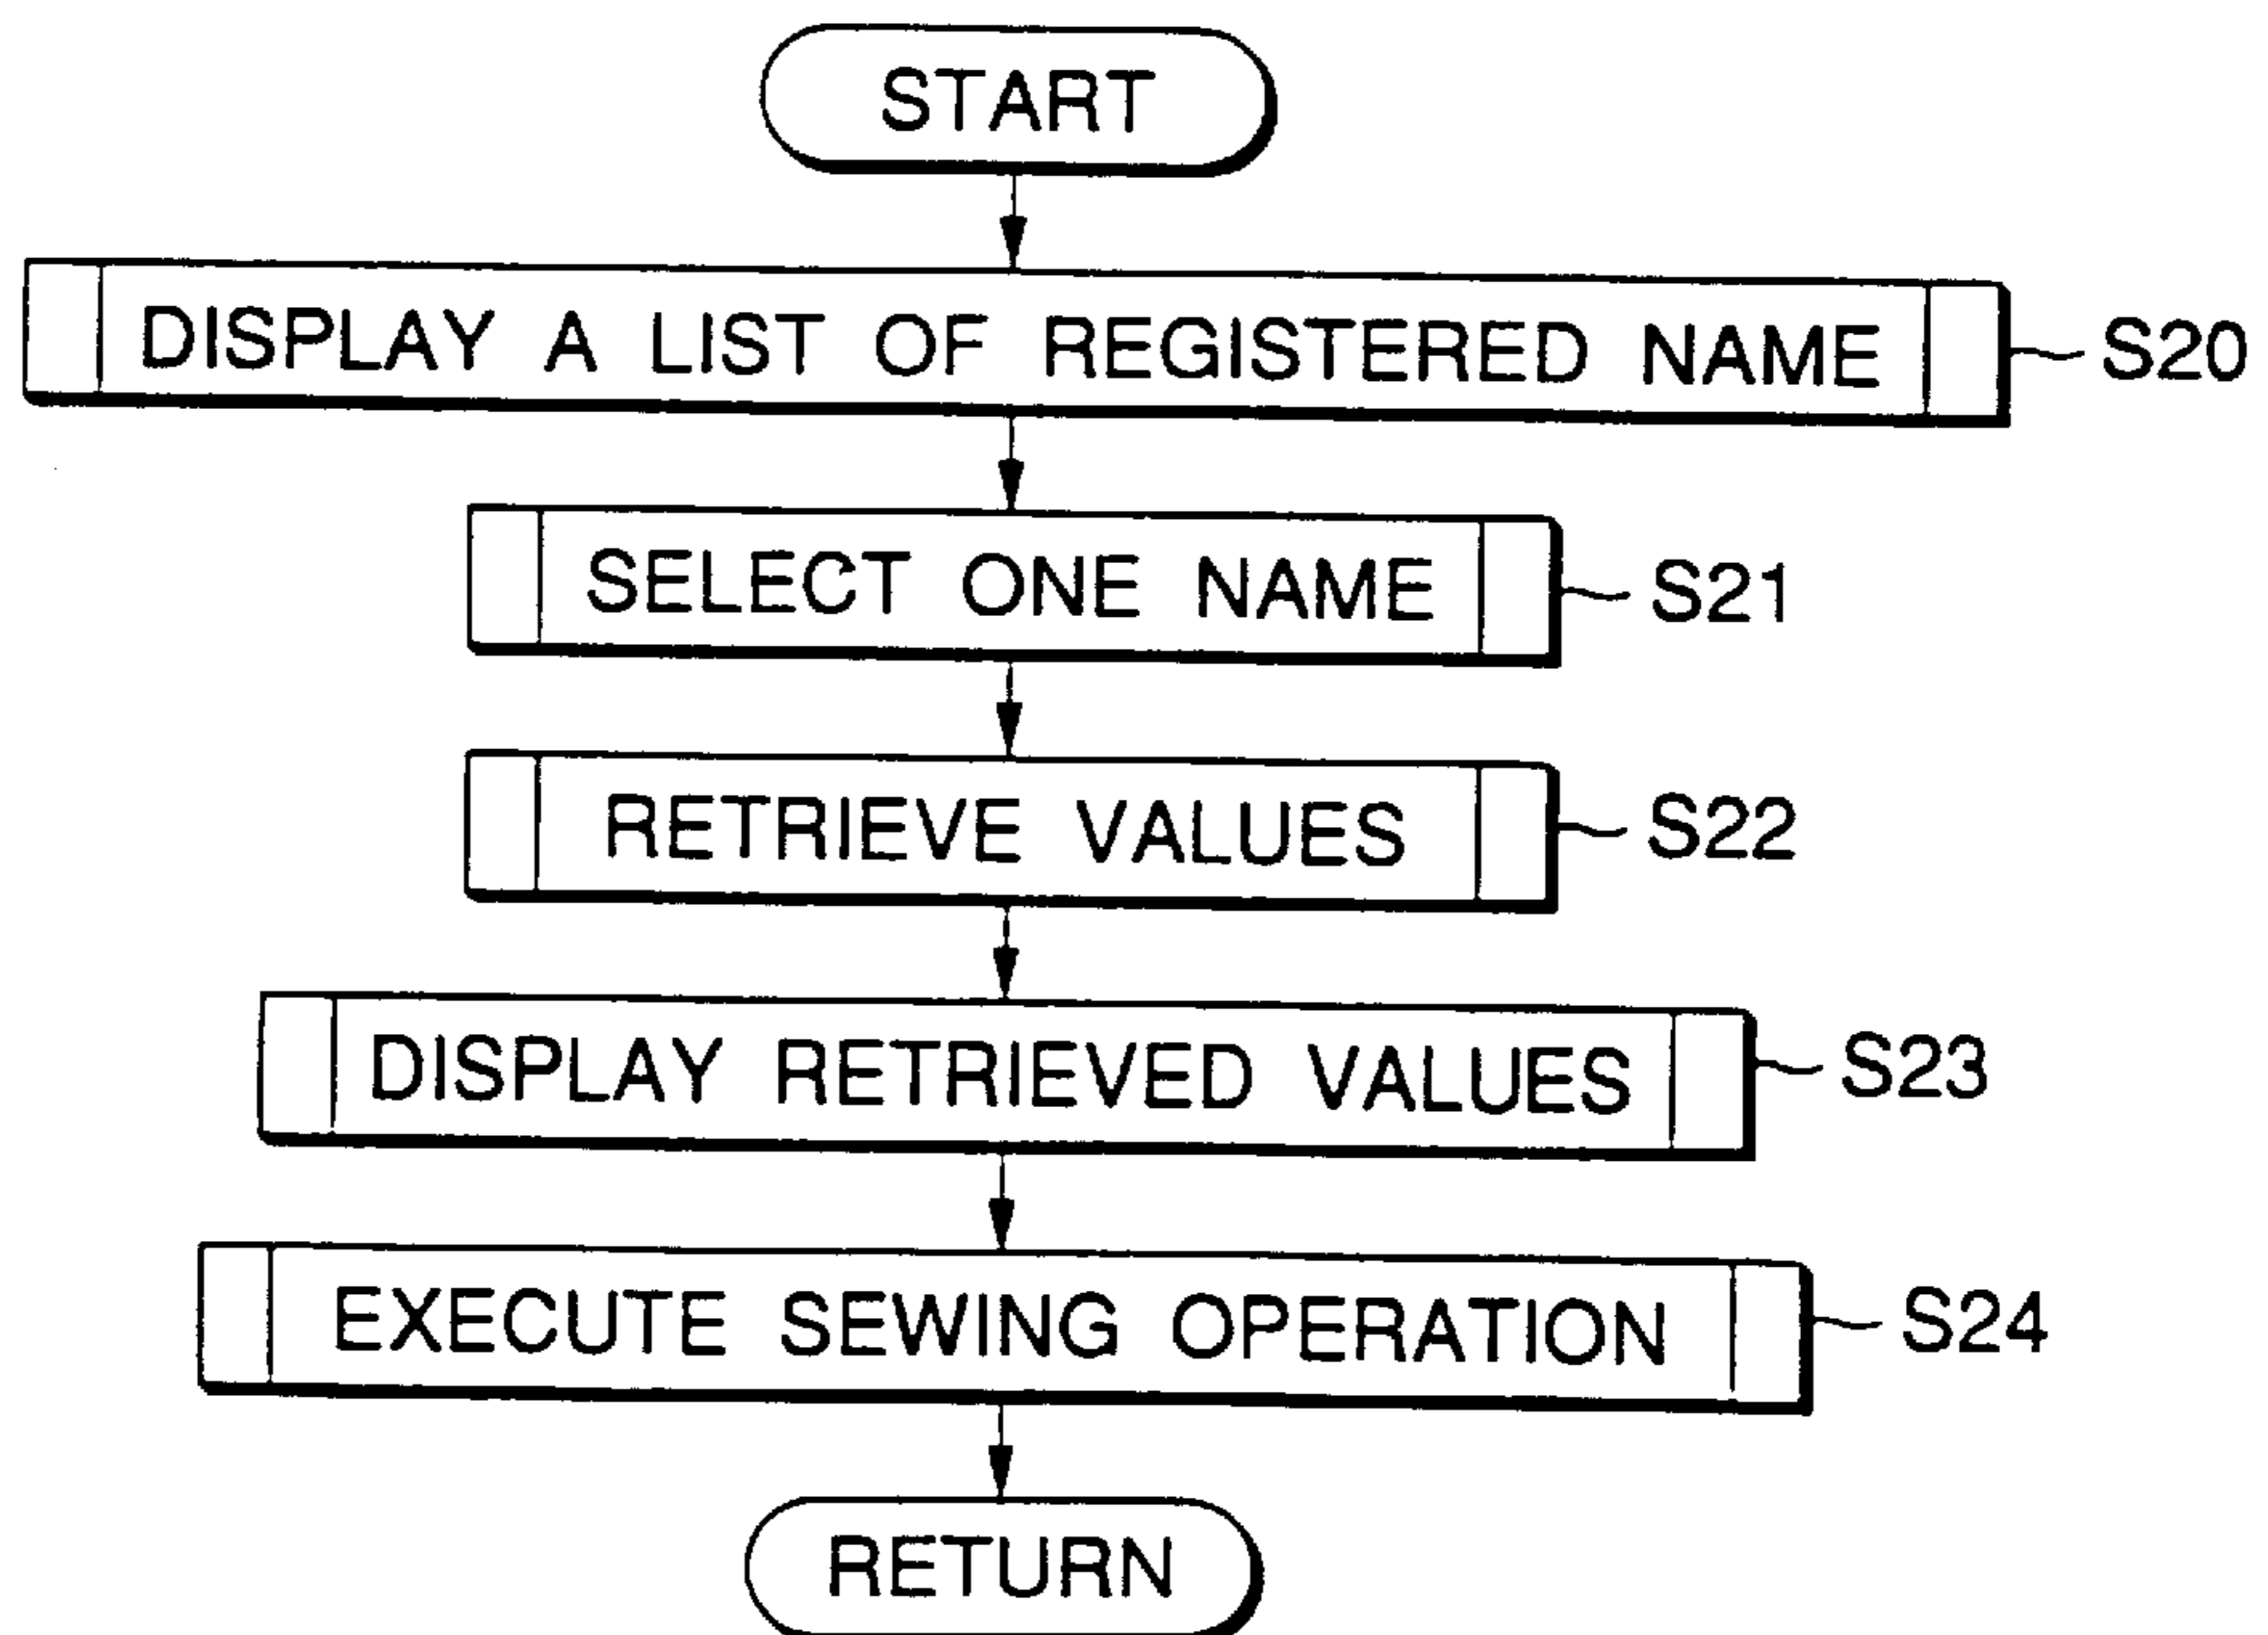 START
DISPLAY A LIST OF REGISTERED NAME S20
SELECT ONE NAME S21
RETRIEVE VALUES S22
DISPLAY RETRIEVED VALUES S23
EXECUTE SEWING OPERATION S24
RETURN